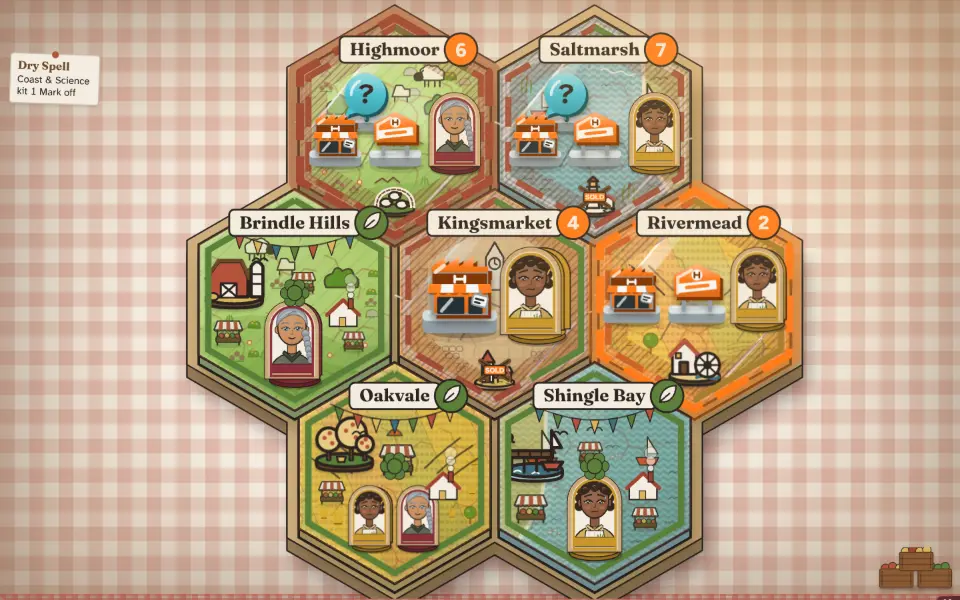 Highmoor 6
Saltmarsh 7
Dry Spell
Coast & Science
kit 1 Mark off
?
?
H
H
H
H
SOLD
Brindle Hills
Kingsmarket 4
Rivermead 2
H
H
H
SOLD
Oakvale
Shingle Bay